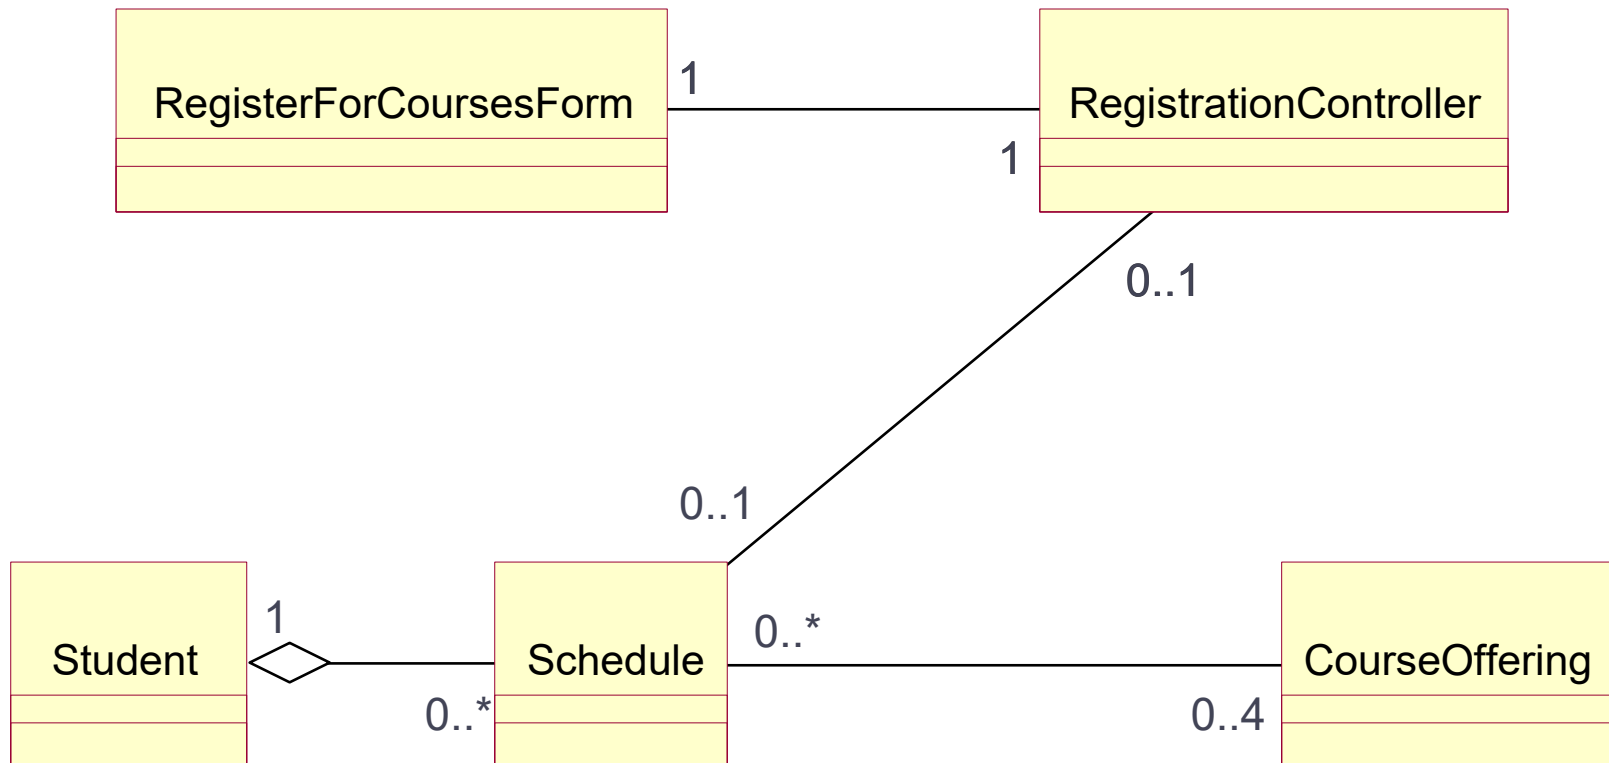 1
RegisterForCoursesForm
RegistrationController
1
0..1
0..1
1
0..*
Student
Schedule
CourseOffering
0..*
0..4